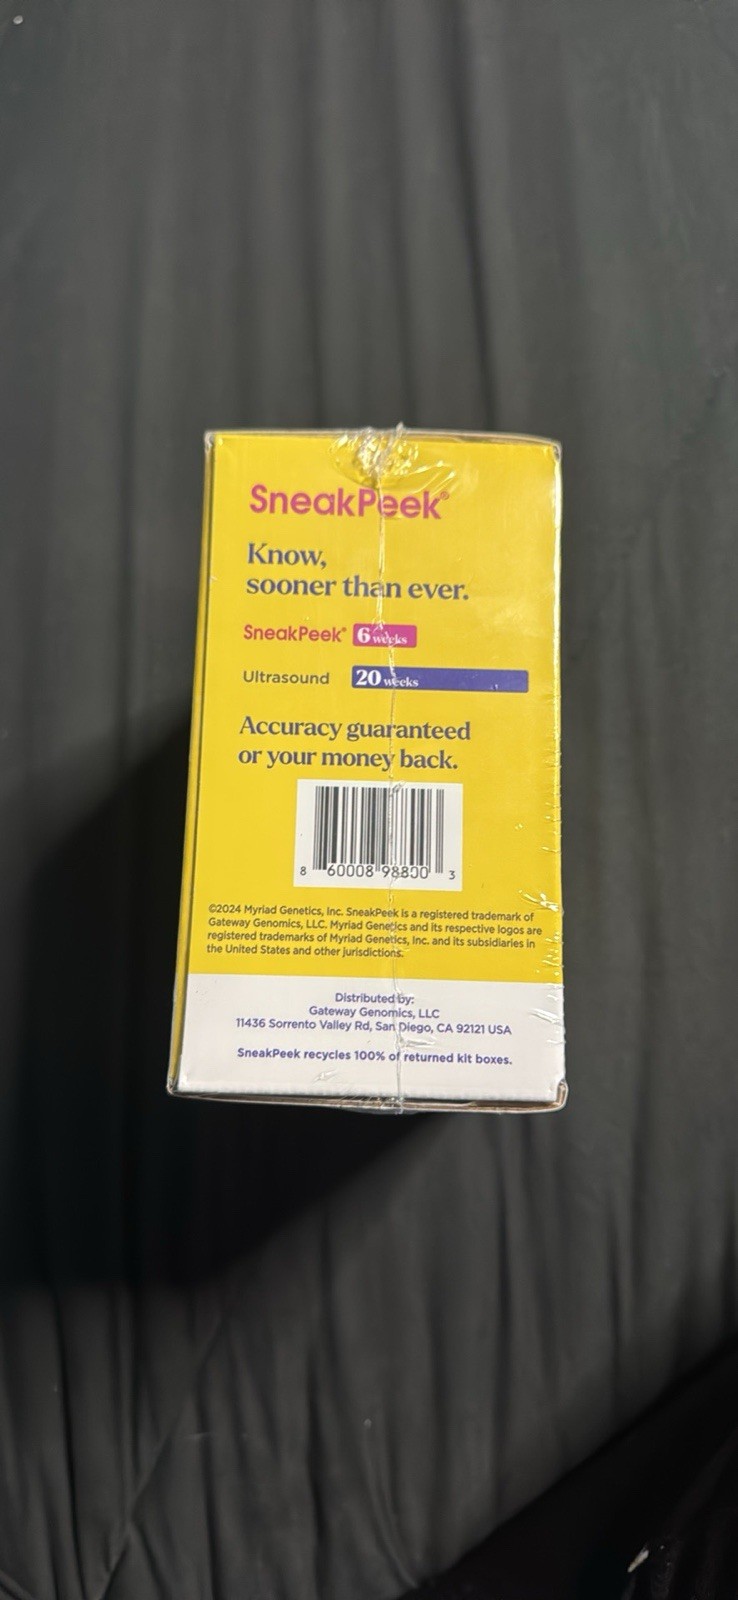 SneakPeek®
Know,
sooner than ever.
SneakPeek® 6 weeks
Ultrasound 20 weeks
Accuracy guaranteed
or your money back.
8 60008 98800 3
©2024 Myriad Genetics, Inc. SneakPeek is a registered trademark of
Gateway Genomics, LLC. Myriad Genetics and its respective logos are
registered trademarks of Myriad Genetics, Inc. and its subsidiaries in
the United States and other jurisdictions.
Distributed by:
Gateway Genomics, LLC
11436 Sorrento Valley Rd, San Diego, CA 92121 USA
SneakPeek recycles 100% of returned kit boxes.